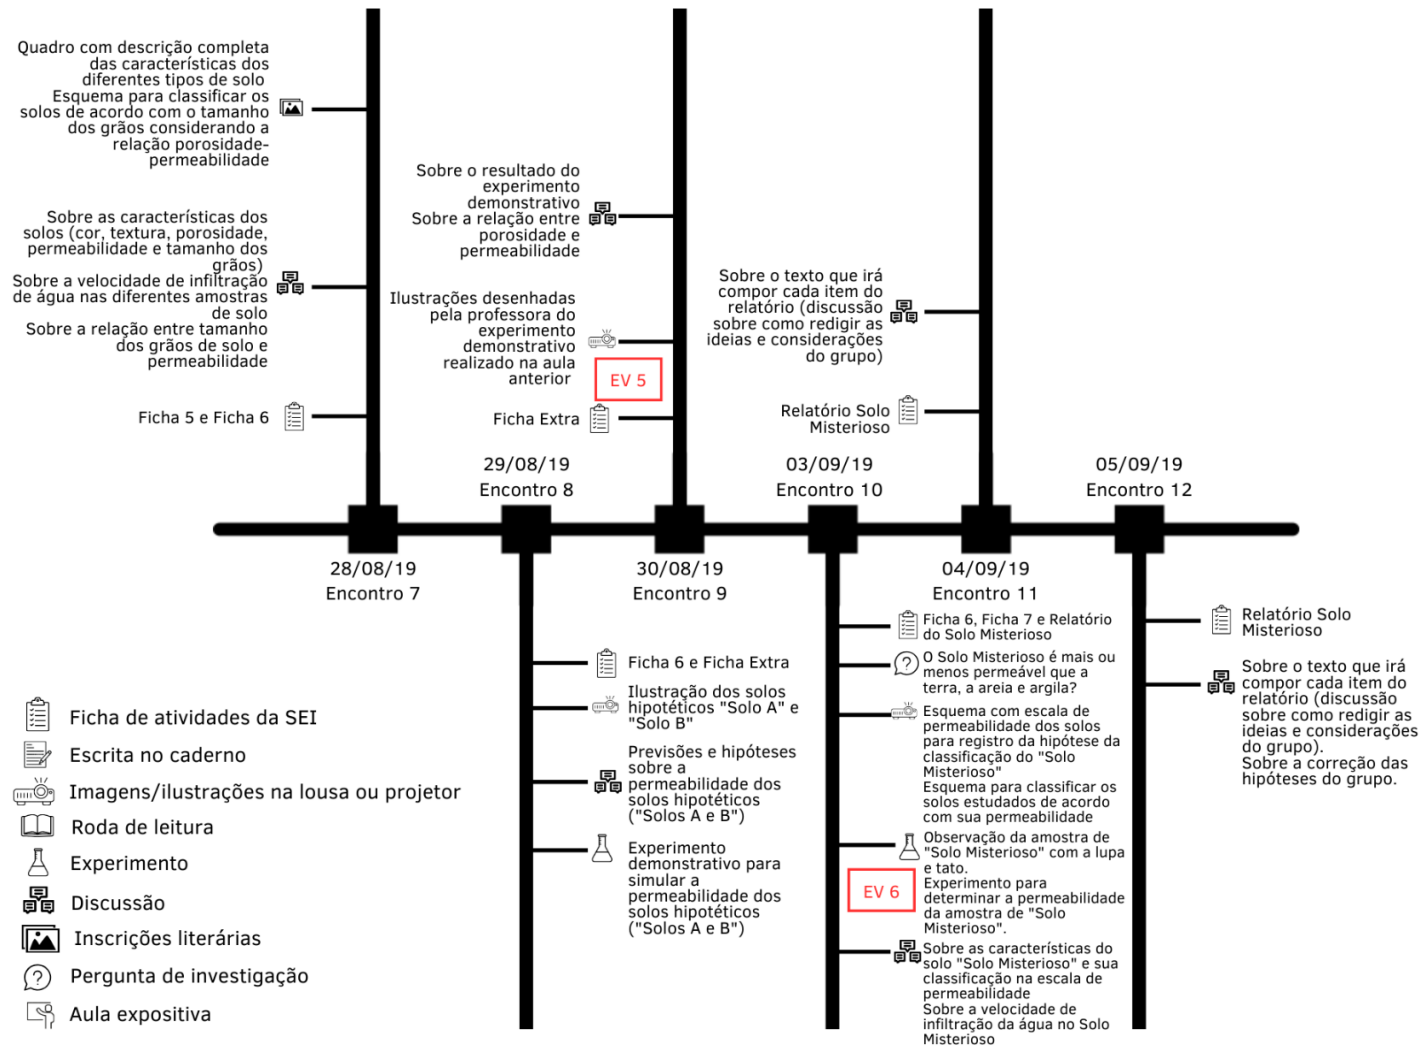 Quadro com descrição completa
das características dos
diferentes tipos de solo
Esquema para classificar os
solos de acordo com o tamanho
dos grãos considerando a
relação porosidade-
permeabilidade
Sobre as características dos
solos (cor, textura, porosidade,
permeabilidade e tamanho dos
grãos)
Sobre a velocidade de infiltração
de água nas diferentes amostras
de solo
Sobre a relação entre tamanho
dos grãos de solo e
permeabilidade
Ficha 5 e Ficha 6
Sobre o resultado do
experimento
demonstrativo
Sobre a relação entre
porosidade e
permeabilidade
Ilustrações desenhadas
pela professora do
experimento
demonstrativo
realizado na aula
anterior
EV 5
Ficha Extra
Sobre o texto que irá
compor cada item do
relatório (discussão
sobre como redigir as
ideias e considerações
do grupo)
Relatório Solo
Misterioso
29/08/19
Encontro 8
03/09/19
Encontro 10
05/09/19
Encontro 12
28/08/19
Encontro 7
30/08/19
Encontro 9
04/09/19
Encontro 11
Ficha 6 e Ficha Extra
Ilustração dos solos
hipotéticos "Solo A" e
"Solo B"
Previsões e hipóteses
sobre a
permeabilidade dos
solos hipotéticos
("Solos A e B")
Experimento
demonstrativo para
simular a
permeabilidade dos
solos hipotéticos
("Solos A e B")
Ficha 6, Ficha 7 e Relatório
do Solo Misterioso
O Solo Misterioso é mais ou
menos permeável que a
terra, a areia e argila?
Esquema com escala de
permeabilidade dos solos
para registro da hipótese da
classificação do "Solo
Misterioso"
Esquema para classificar os
solos estudados de acordo
com sua permeabilidade
Observação da amostra de
"Solo Misterioso" com a lupa
e tato.
Experimento para
determinar a permeabilidade
da amostra de "Solo
Misterioso".
EV 6
Sobre as características do
solo "Solo Misterioso" e sua
classificação na escala de
permeabilidade
Sobre a velocidade de
infiltração da água no Solo
Misterioso
Relatório Solo
Misterioso
Sobre o texto que irá
compor cada item do
relatório (discussão
sobre como redigir as
ideias e considerações
do grupo).
Sobre a correção das
hipóteses do grupo.
Ficha de atividades da SEI
Escrita no caderno
Imagens/ilustrações na lousa ou projetor
Roda de leitura
Experimento
Discussão
Inscrições literárias
Pergunta de investigação
Aula expositiva